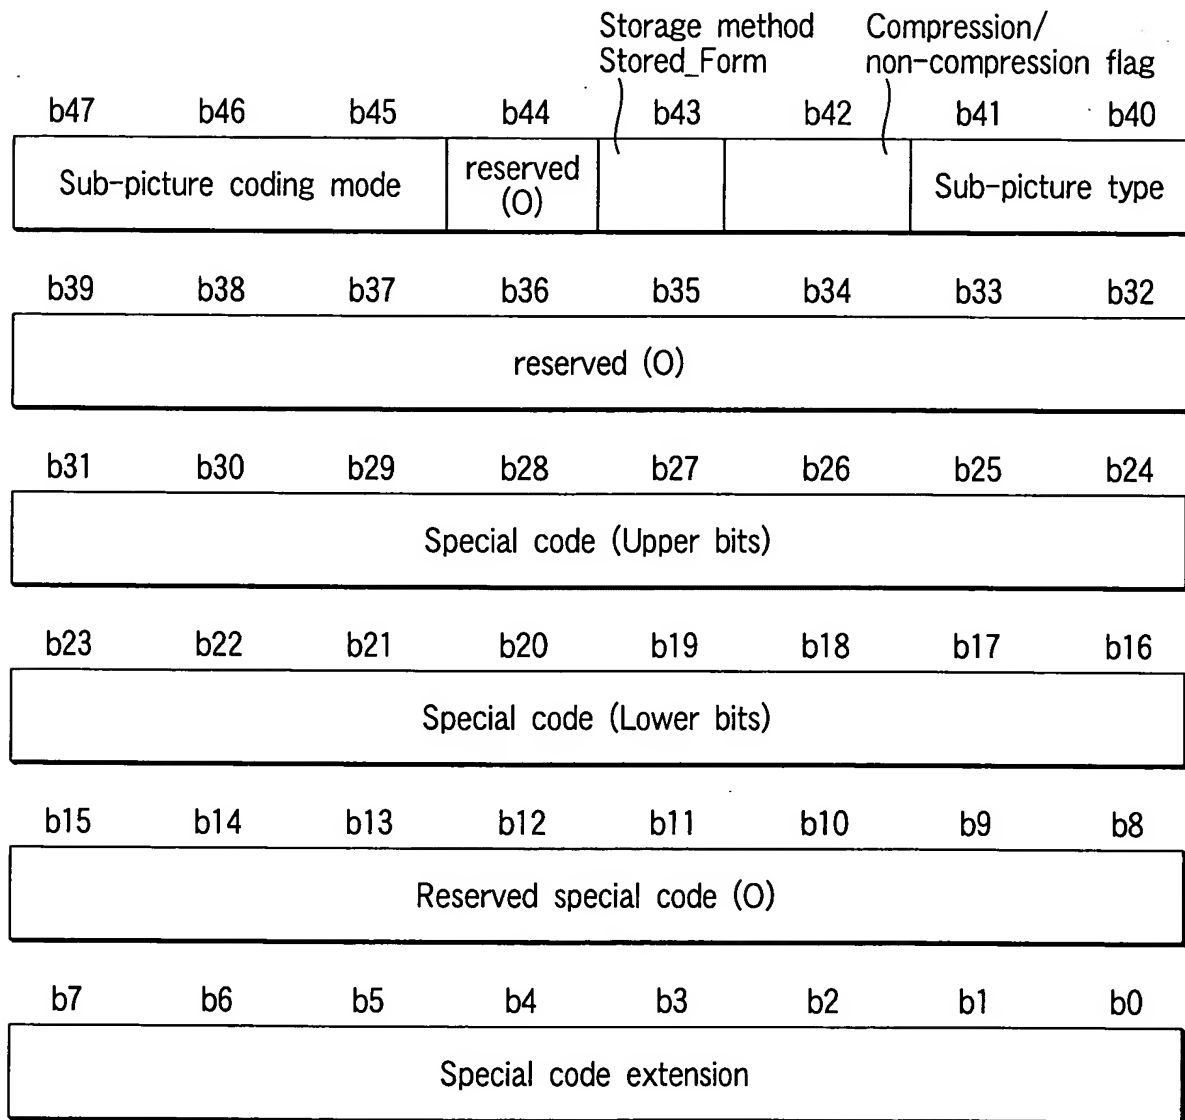 Storage method Compression/
Stored_Form non-compression flag
b47 b46 b45 b44 b43 b42 b41 b40
Sub-picture coding mode reserved (O) Sub-picture type
b39 b38 b37 b36 b35 b34 b33 b32
reserved (O)
b31 b30 b29 b28 b27 b26 b25 b24
Special code (Upper bits)
b23 b22 b21 b20 b19 b18 b17 b16
Special code (Lower bits)
b15 b14 b13 b12 b11 b10 b9 b8
Reserved special code (O)
b7 b6 b5 b4 b3 b2 b1 b0
Special code extension